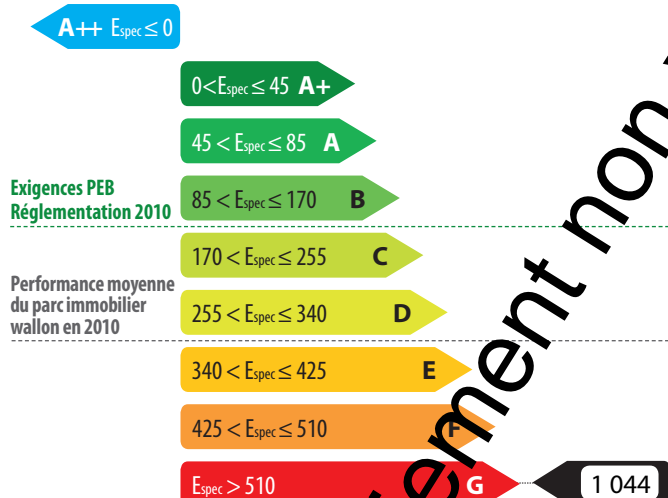 A++ Espec ≤ 0
0 < Espec ≤ 45 A+
45 < Espec ≤ 85 A
Exigences PEB
Réglementation 2010
85 < Espec ≤ 170 B
170 < Espec ≤ 255 C
Performance moyenne
du parc immobilier
wallon en 2010
255 < Espec ≤ 340 D
340 < Espec ≤ 425 E
425 < Espec ≤ 510 F
Espec > 510 G 1 044
ement non